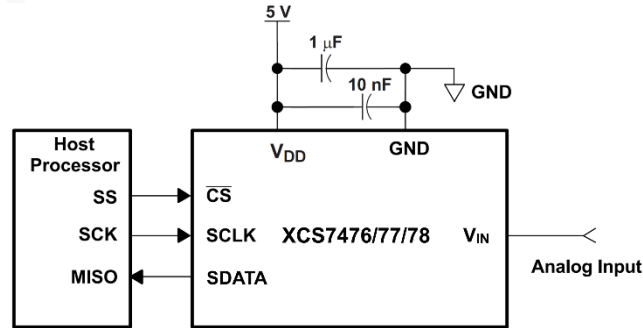 5 V
1 μF
10 nF
GND
Host
Processor
V_DD
GND
SS
CS
SCK
SCLK
XCS7476/77/78
V_IN
MISO
SDATA
Analog Input